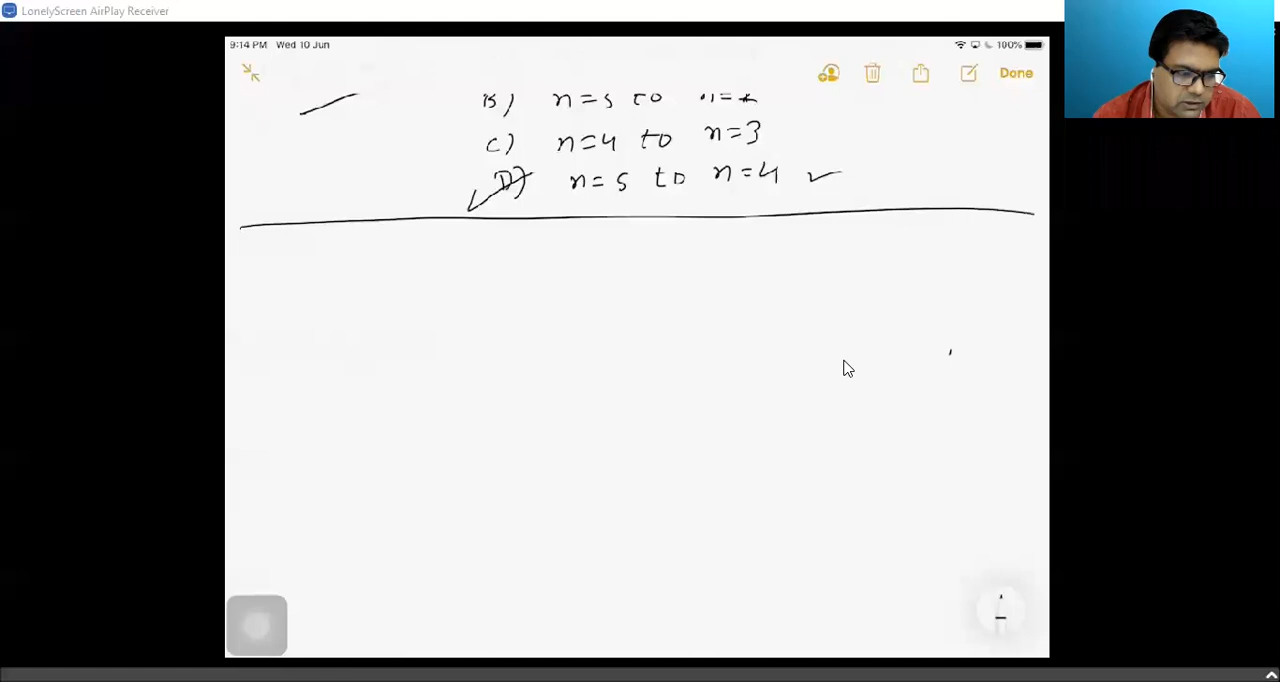 LonelyScreen AirPlay Receiver
9:14 PM Wed 10 Jun
100%
Done
B) n=5 to
C) n=4 to n=3
D) n=5 to n=4